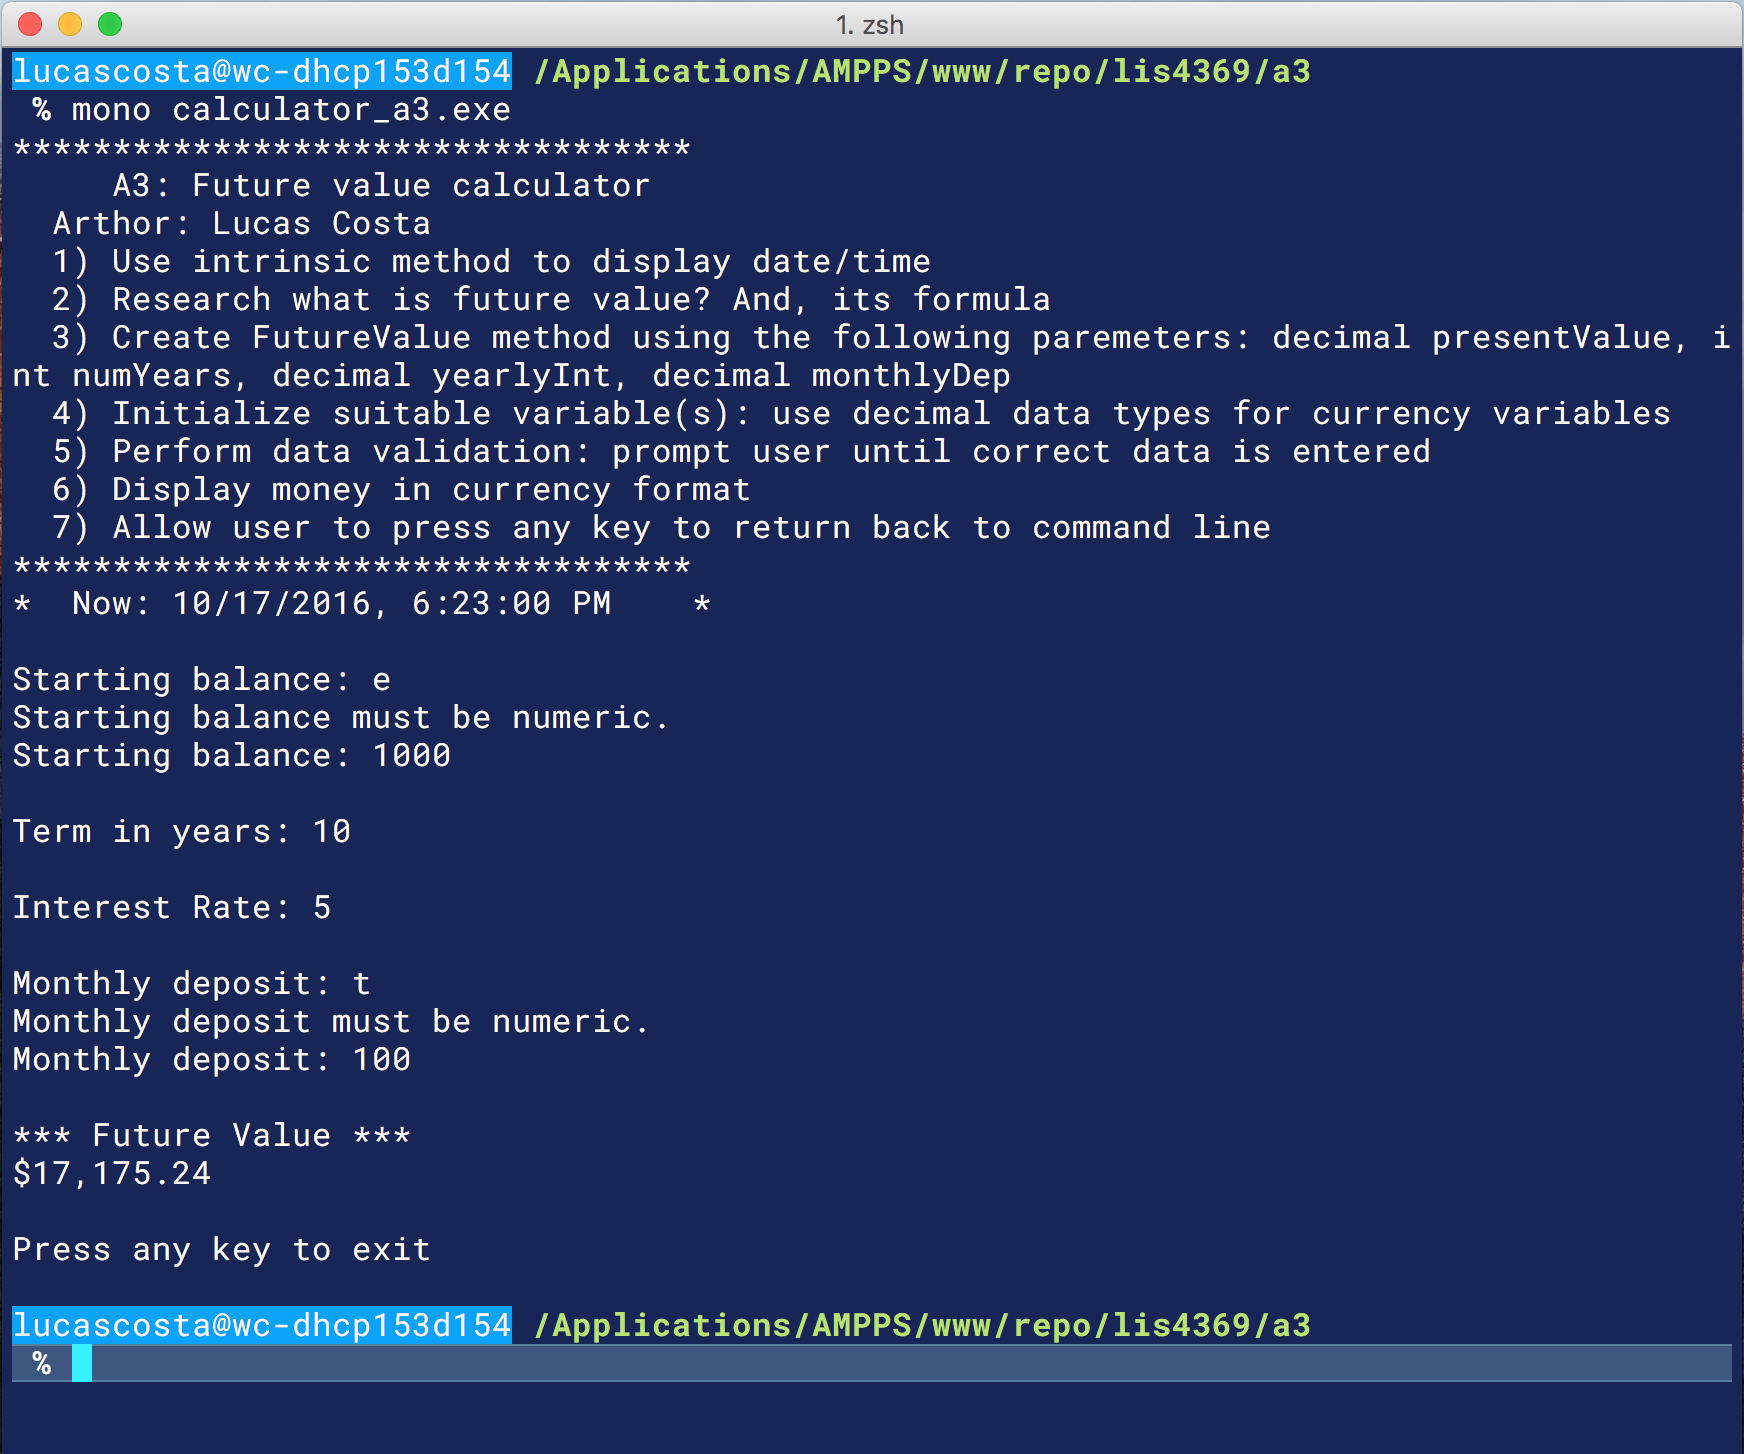 1. zsh
lucascosta@wc-dhcp153d154 /Applications/AMPPS/www/repo/lis4369/a3
% mono calculator_a3.exe
**********************************
A3: Future value calculator
Arthor: Lucas Costa
1) Use intrinsic method to display date/time
2) Research what is future value? And, its formula
3) Create FutureValue method using the following paremeters: decimal presentValue, i
nt numYears, decimal yearlyInt, decimal monthlyDep
4) Initialize suitable variable(s): use decimal data types for currency variables
5) Perform data validation: prompt user until correct data is entered
6) Display money in currency format
7) Allow user to press any key to return back to command line
**********************************
*  Now: 10/17/2016, 6:23:00 PM    *
Starting balance: e
Starting balance must be numeric.
Starting balance: 1000
Term in years: 10
Interest Rate: 5
Monthly deposit: t
Monthly deposit must be numeric.
Monthly deposit: 100
*** Future Value ***
$17,175.24
Press any key to exit
lucascosta@wc-dhcp153d154 /Applications/AMPPS/www/repo/lis4369/a3
%